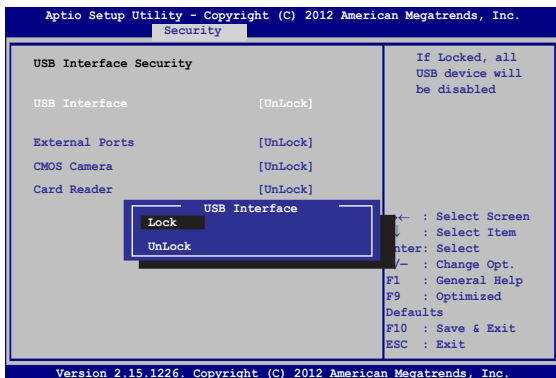 Aptio Setup Utility - Copyright (C) 2012 American Megatrends, Inc.
Security
USB Interface Security
USB Interface [UnLock]
External Ports [UnLock]
CMOS Camera [UnLock]
Card Reader [UnLock]
USB Interface
Lock
UnLock
If Locked, all
USB device will
be disabled
← : Select Screen
↓ : Select Item
nter: Select
/— : Change Opt.
F1 : General Help
F9 : Optimized
Defaults
F10 : Save & Exit
ESC : Exit
Version 2.15.1226. Copyright (C) 2012 American Megatrends, Inc.